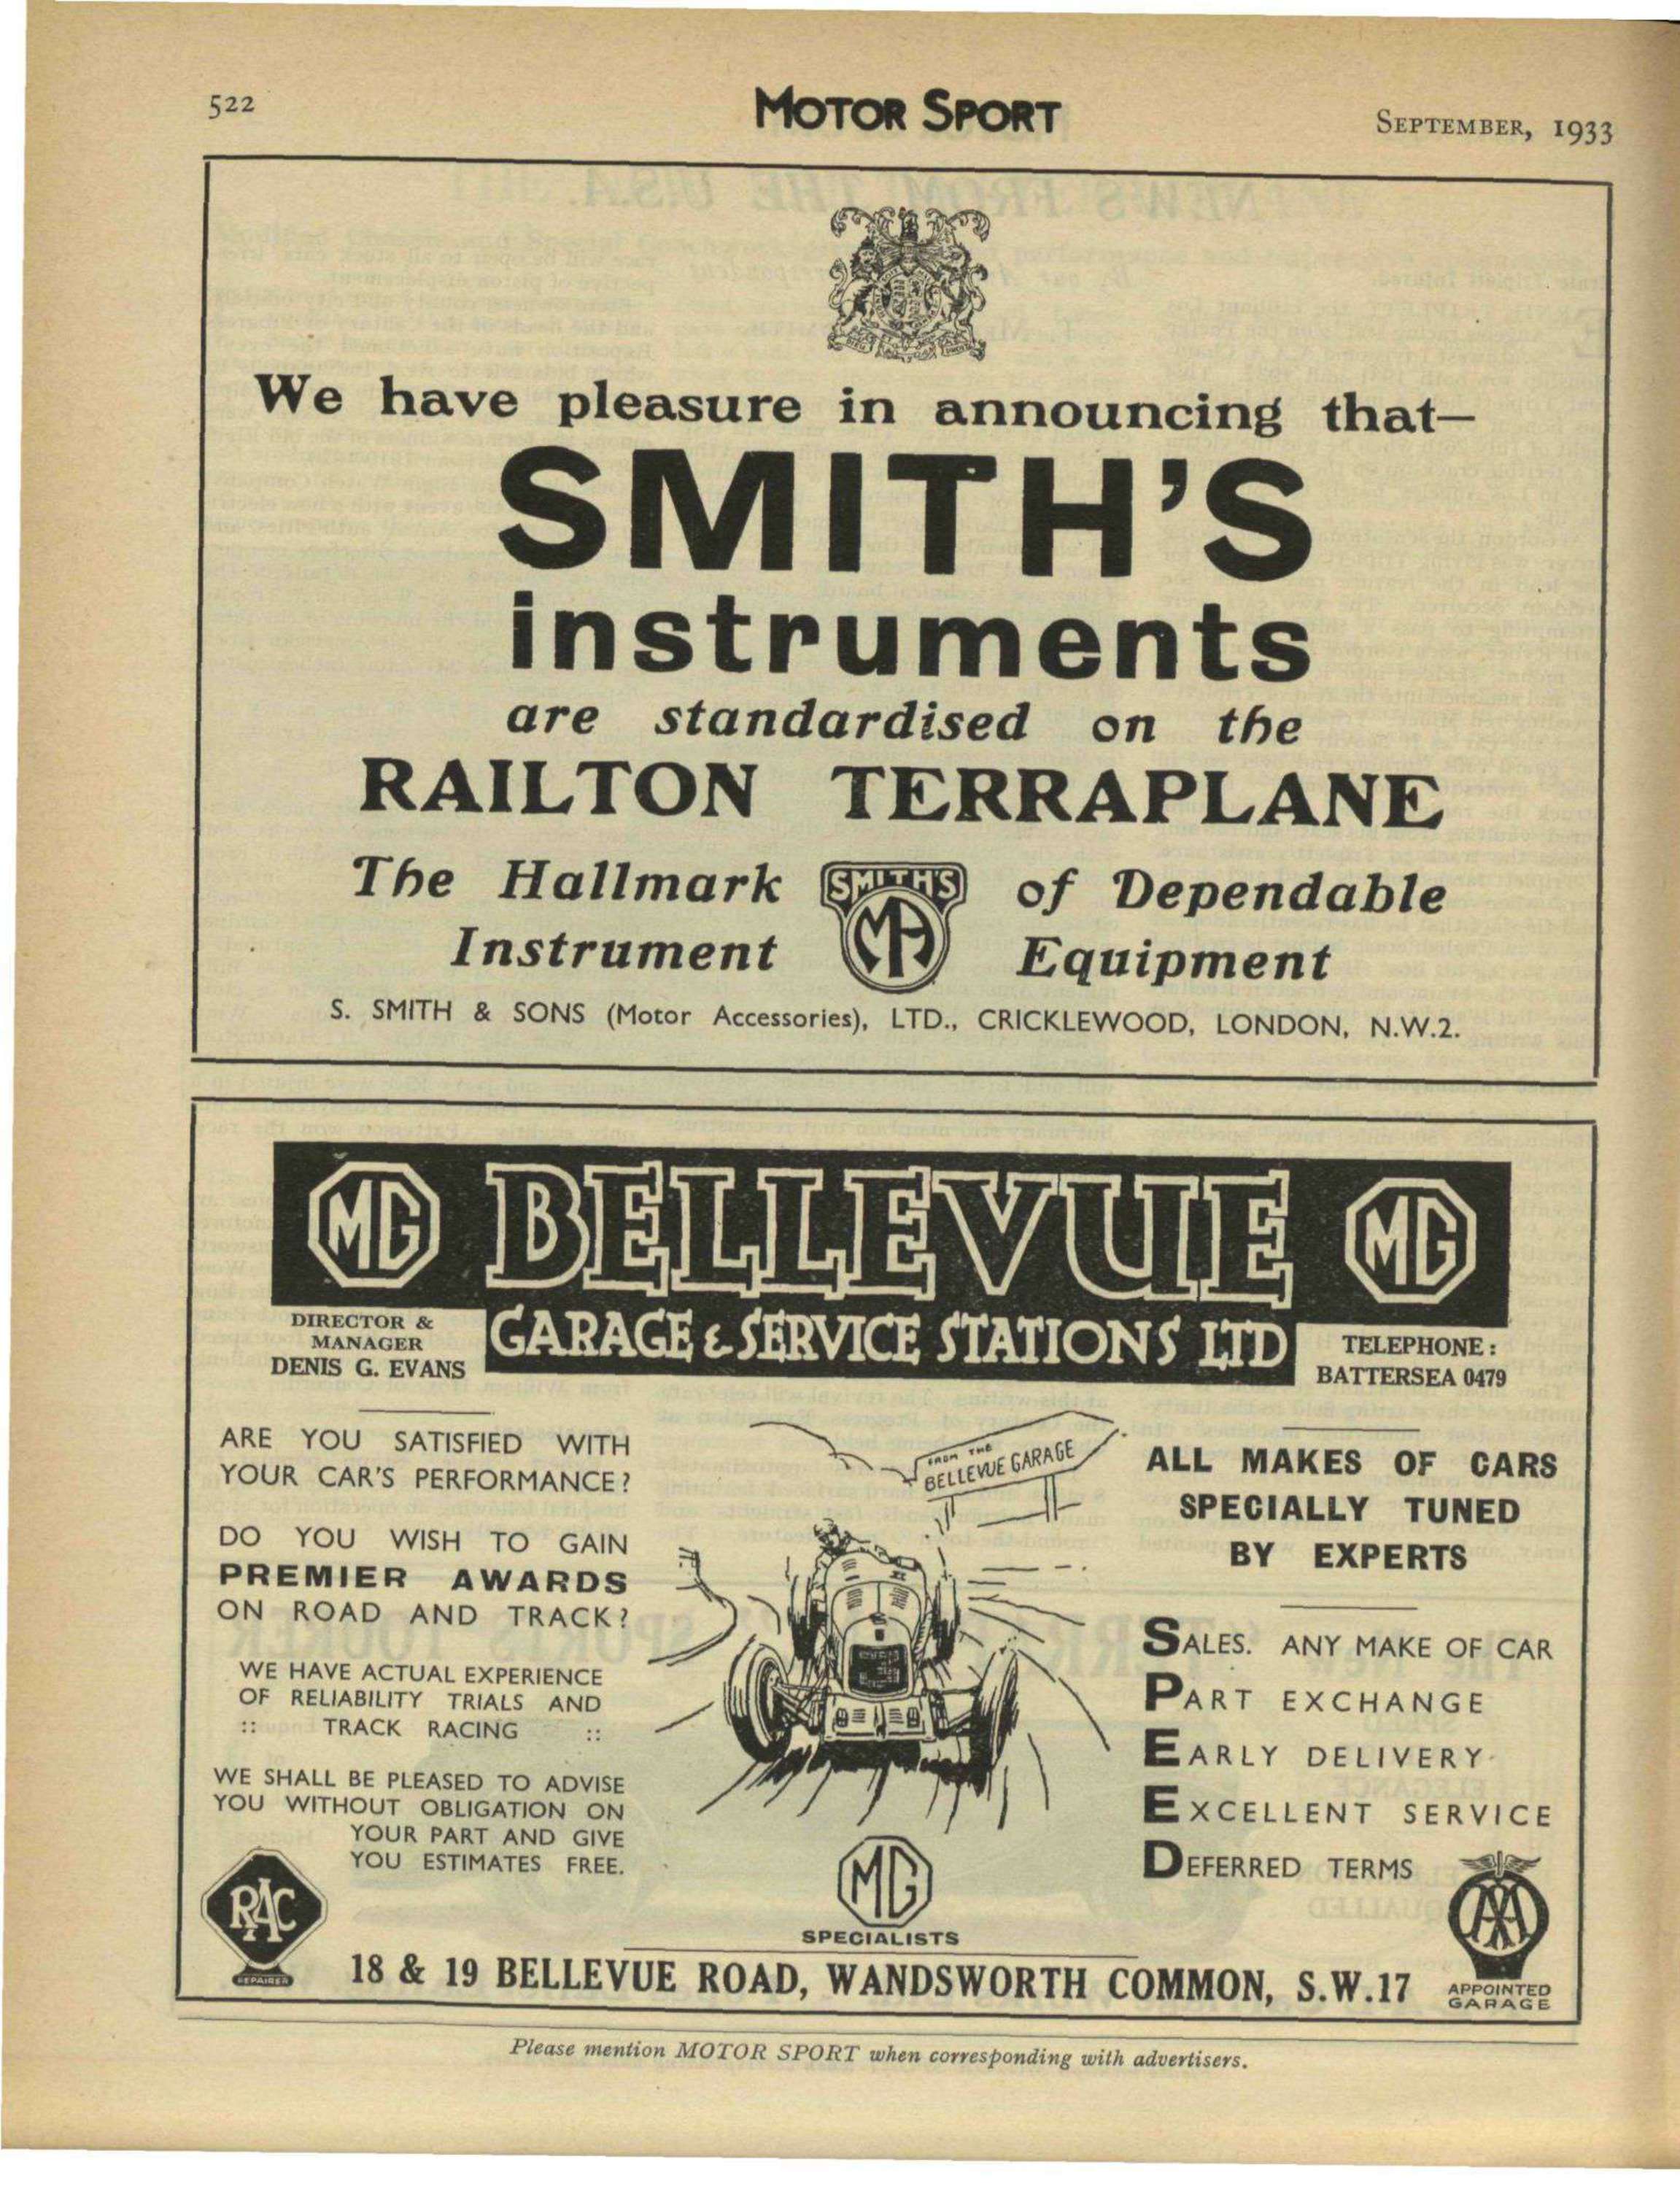 522
MOTOR SPORT
SEPTEMBER, 1933
We have pleasure in announcing that—
SMITH'S
instruments
are standardised on the
RAILTON TERRAPLANE
The Hallmark
Instrument
SMITHS
MA
of Dependable
Equipment
S. SMITH & SONS (Motor Accessories), LTD., CRICKLEWOOD, LONDON, N.W.2.
MG BELLEVUE MG
GARAGE & SERVICE STATIONS LTD
DIRECTOR &
MANAGER
DENIS G. EVANS
TELEPHONE:
BATTERSEA 0479
ARE YOU SATISFIED WITH
YOUR CAR'S PERFORMANCE?
DO YOU WISH TO GAIN
PREMIER AWARDS
ON ROAD AND TRACK?
WE HAVE ACTUAL EXPERIENCE
OF RELIABILITY TRIALS AND
:: TRACK RACING ::
WE SHALL BE PLEASED TO ADVISE
YOU WITHOUT OBLIGATION ON
YOUR PART AND GIVE
YOU ESTIMATES FREE.
RAC
REPAIRER
FROM THE
BELLEVUE GARAGE
MG
SPECIALISTS
ALL MAKES OF CARS
SPECIALLY TUNED
BY EXPERTS
SALES. ANY MAKE OF CAR
PART EXCHANGE
EARLY DELIVERY
EXCELLENT SERVICE
DEFERRED TERMS
AA
APPOINTED
GARAGE
18 & 19 BELLEVUE ROAD, WANDSWORTH COMMON, S.W.17
Please mention MOTOR SPORT when corresponding with advertisers.